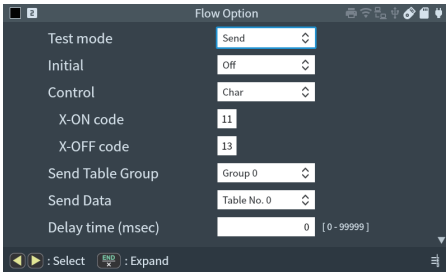 2 Flow Option
Test mode Send
Initial Off
Control Char
X-ON code 11
X-OFF code 13
Send Table Group Group 0
Send Data Table No. 0
Delay time (msec) 0 [ 0 - 99999 ]
: Select END × : Expand